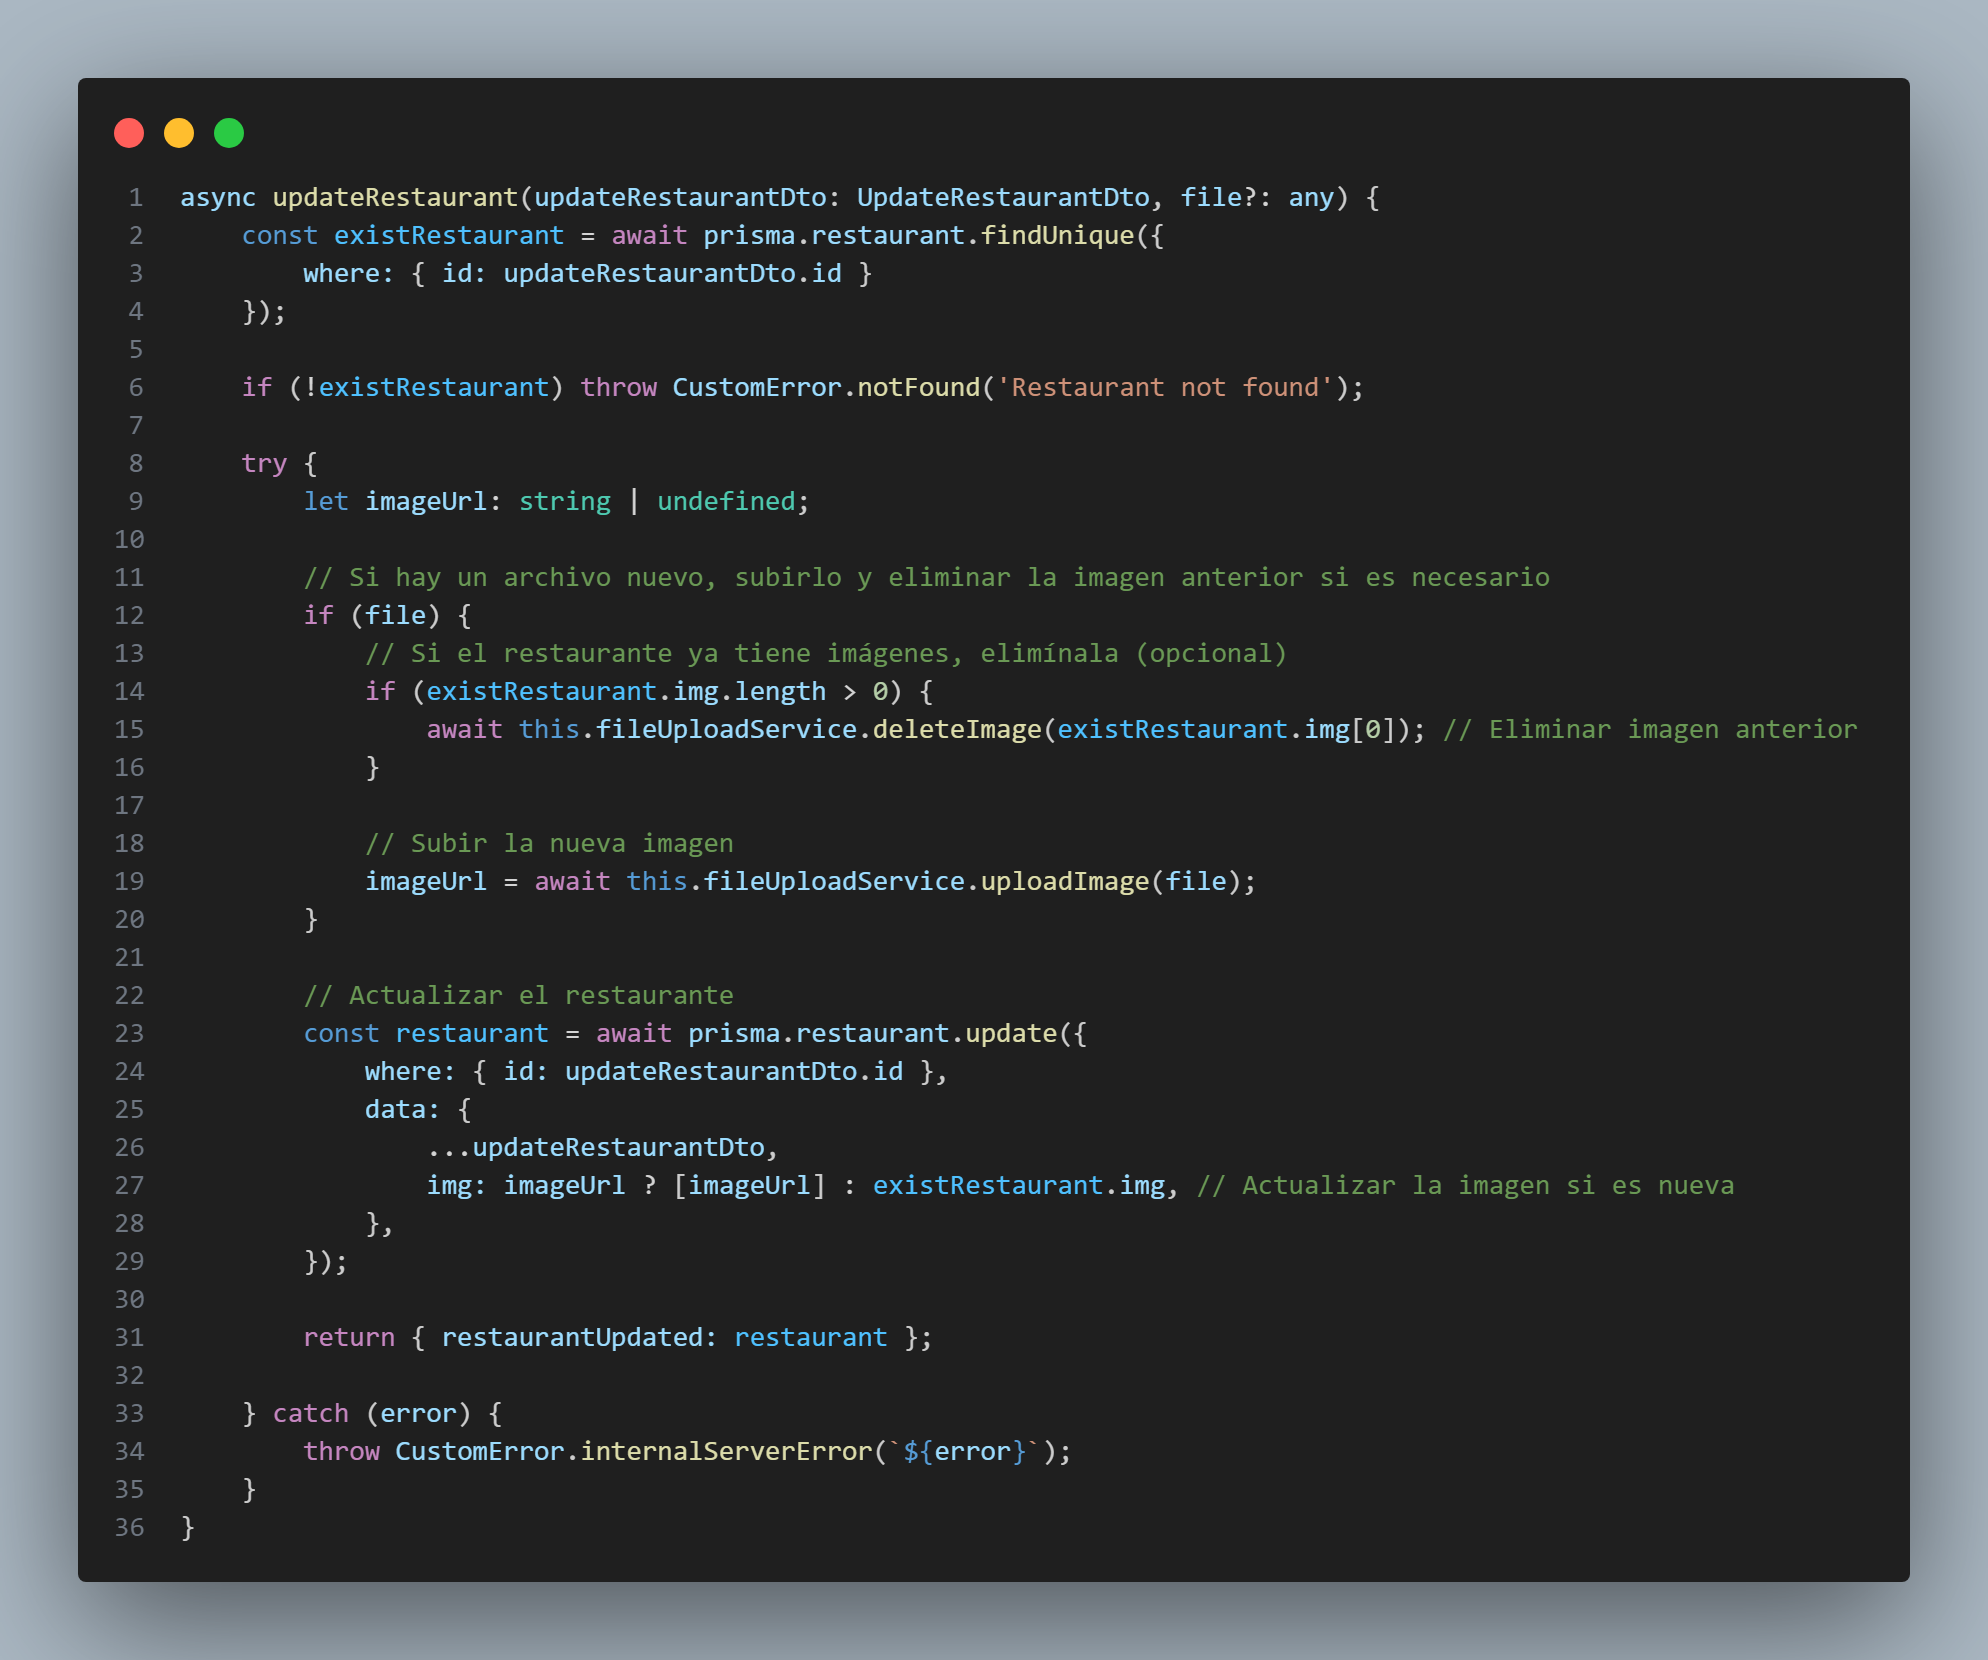 1 async updateRestaurant(updateRestaurantDto: UpdateRestaurantDto, file?: any) {
2     const existRestaurant = await prisma.restaurant.findUnique({
3         where: { id: updateRestaurantDto.id }
4     });
5
6     if (!existRestaurant) throw CustomError.notFound('Restaurant not found');
7
8     try {
9         let imageUrl: string | undefined;
10
11         // Si hay un archivo nuevo, subirlo y eliminar la imagen anterior si es necesario
12         if (file) {
13             // Si el restaurante ya tiene imágenes, elimínala (opcional)
14             if (existRestaurant.img.length > 0) {
15                 await this.fileUploadService.deleteImage(existRestaurant.img[0]); // Eliminar imagen anterior
16             }
17
18             // Subir la nueva imagen
19             imageUrl = await this.fileUploadService.uploadImage(file);
20         }
21
22         // Actualizar el restaurante
23         const restaurant = await prisma.restaurant.update({
24             where: { id: updateRestaurantDto.id },
25             data: {
26                 ...updateRestaurantDto,
27                 img: imageUrl ? [imageUrl] : existRestaurant.img, // Actualizar la imagen si es nueva
28             },
29         });
30
31         return { restaurantUpdated: restaurant };
32
33     } catch (error) {
34         throw CustomError.internalServerError(`${error}`);
35     }
36 }